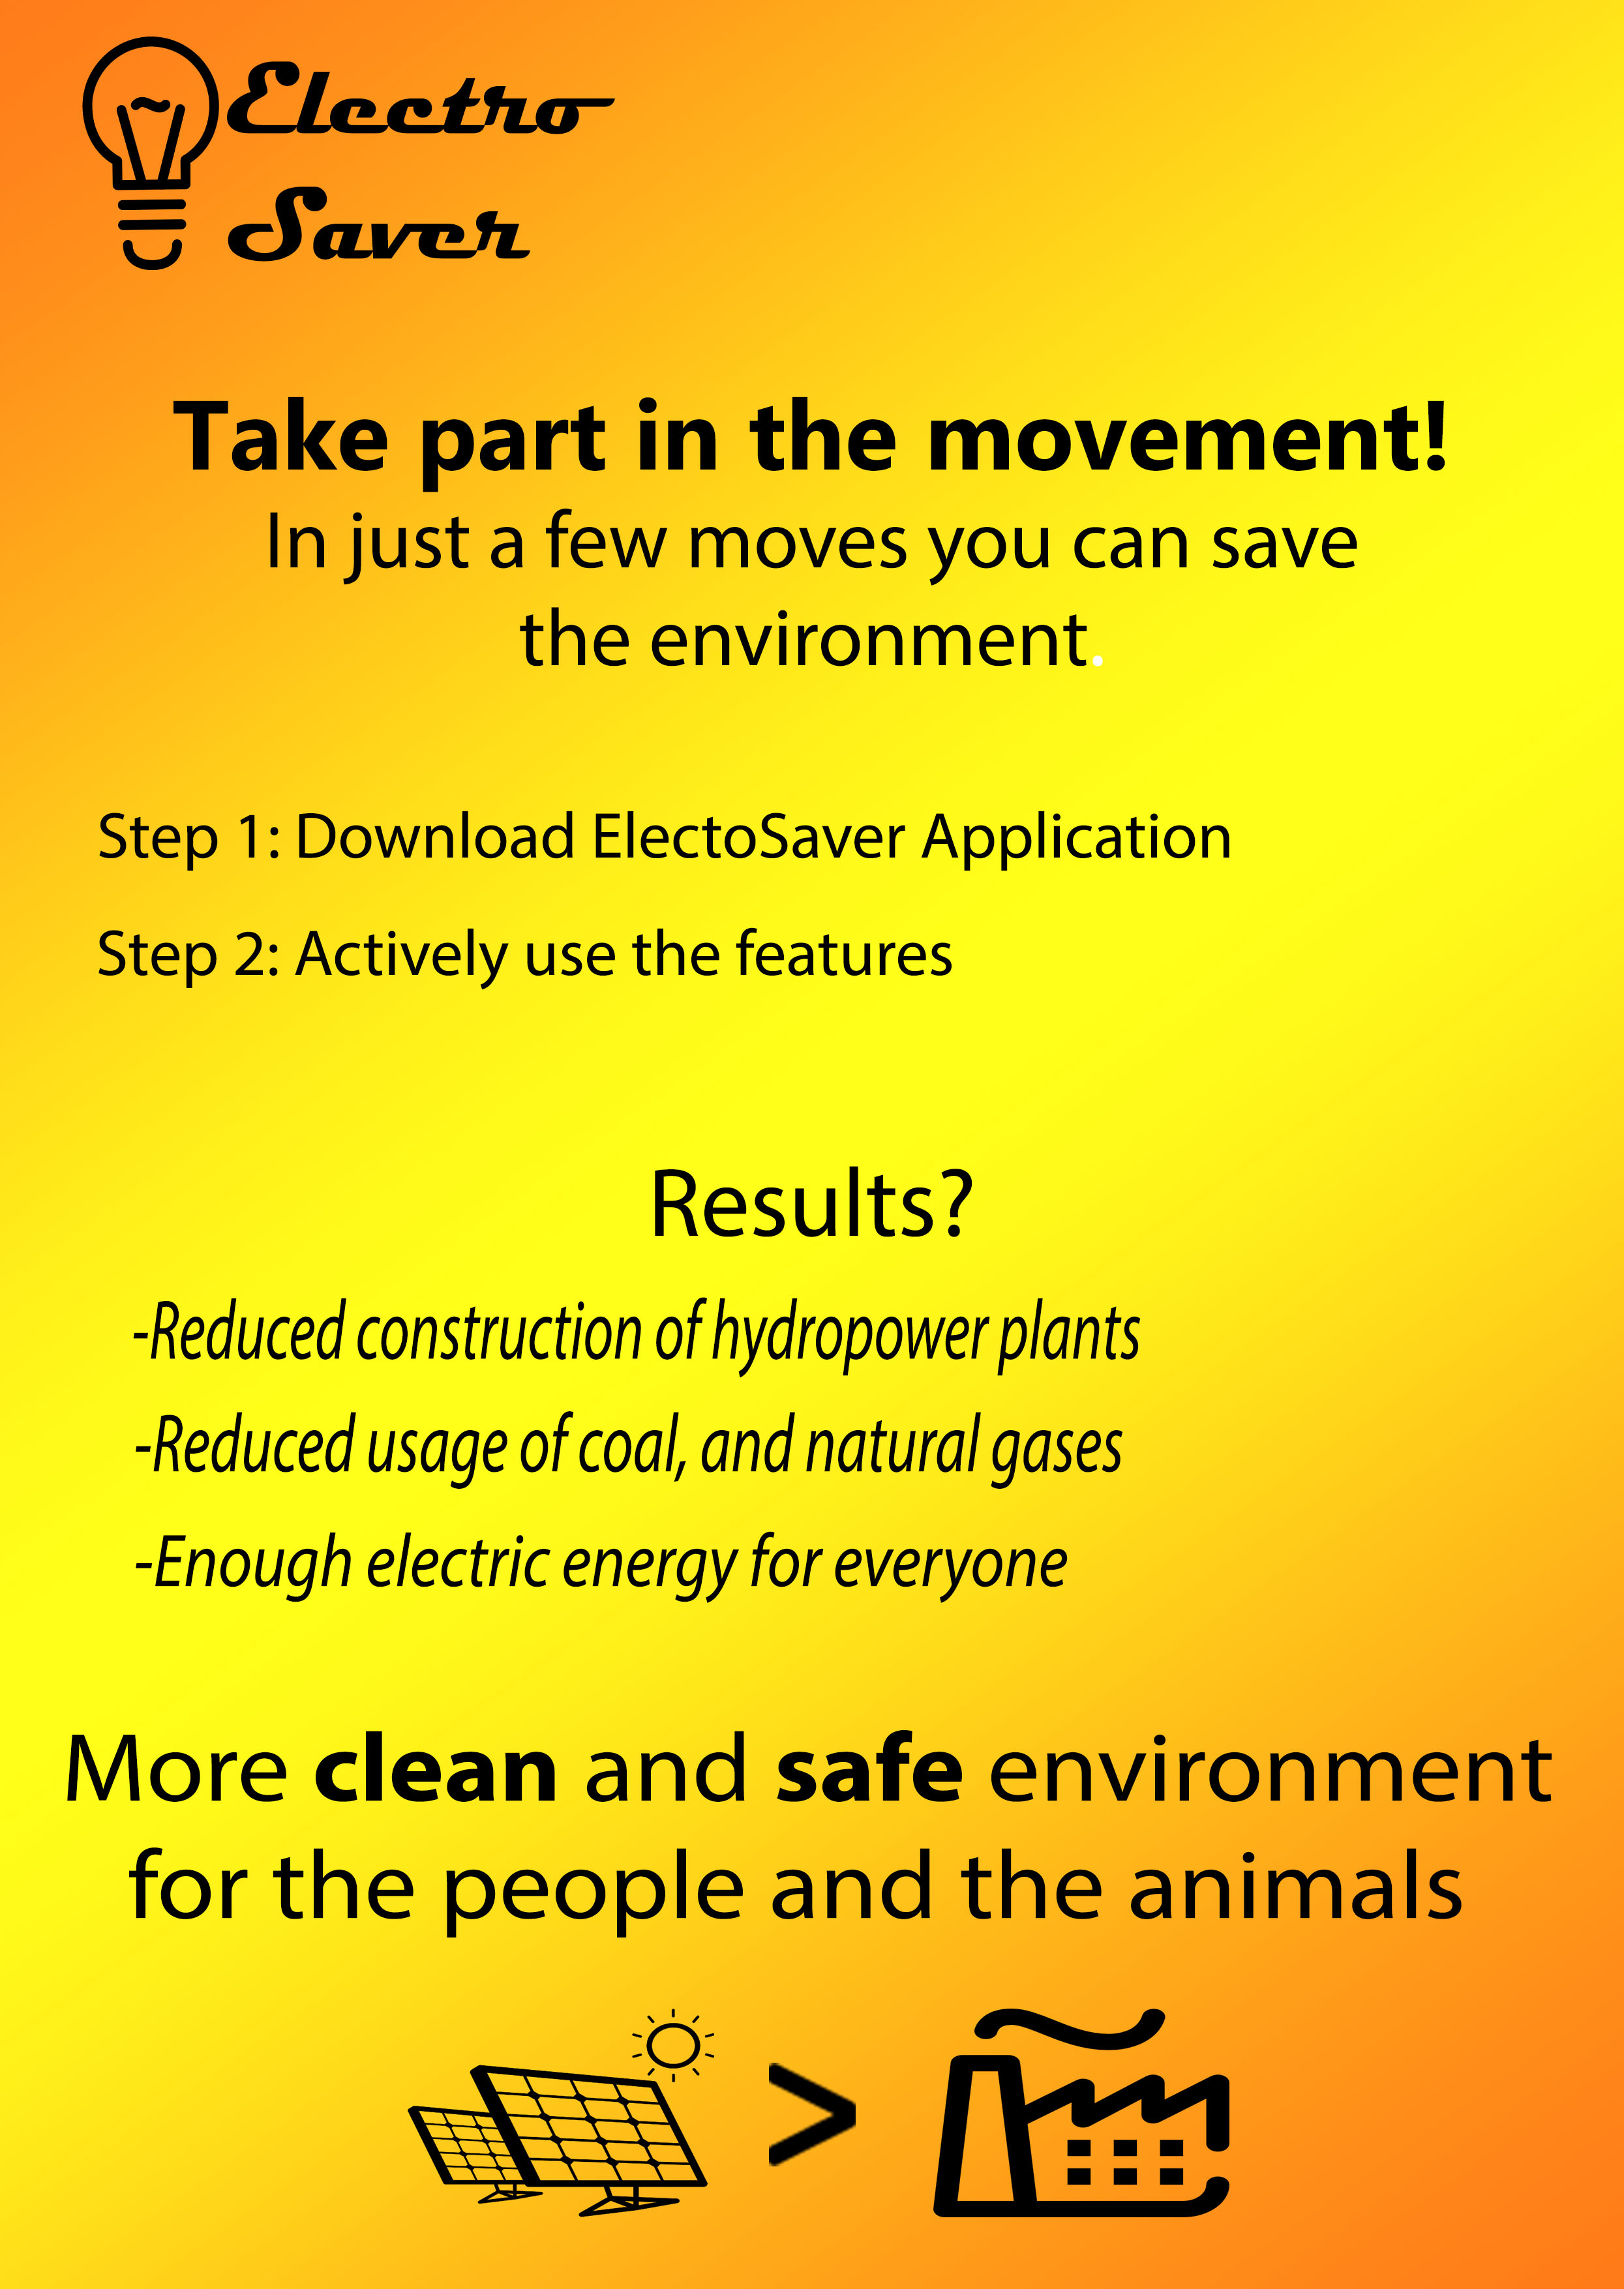 Electro
Saver
Take part in the movement!
In just a few moves you can save
the environment.
Step 1: Download ElectoSaver Application
Step 2: Actively use the features
Results?
-Reduced construction of hydropower plants
-Reduced usage of coal, and natural gases
-Enough electric energy for everyone
More clean and safe environment
for the people and the animals
>